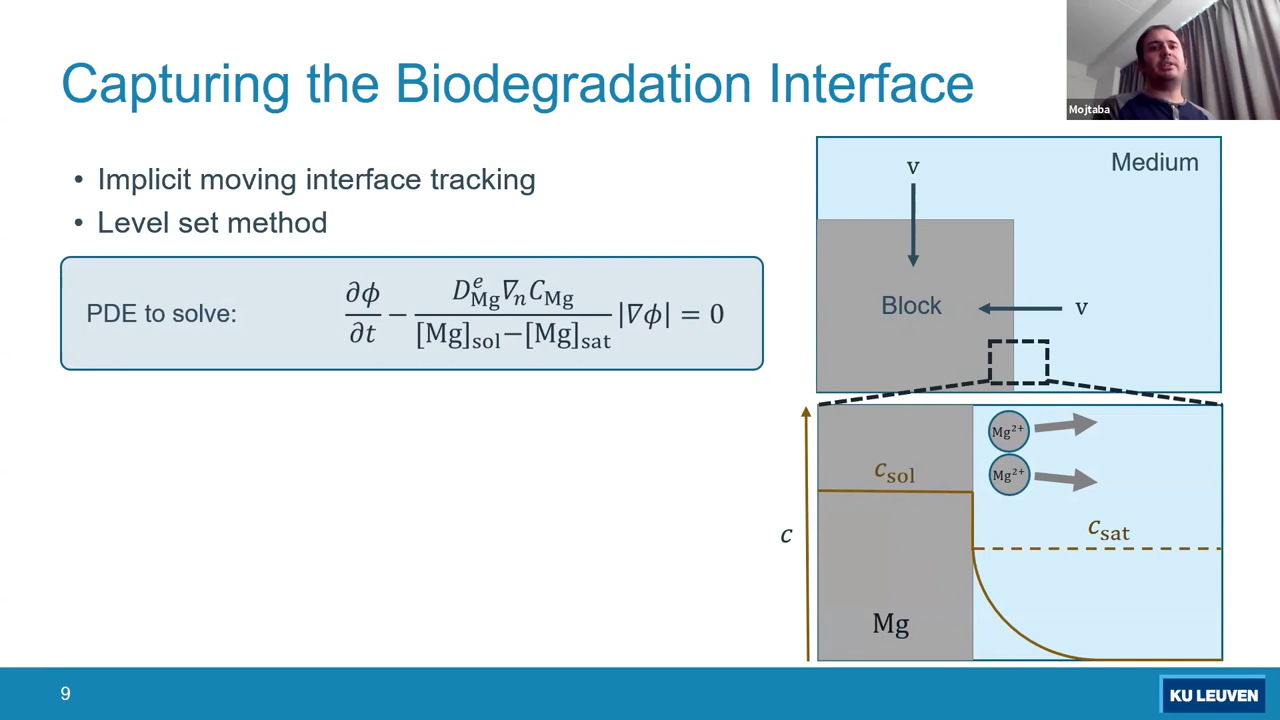 Capturing the Biodegradation Interface
Mojtaba
• Implicit moving interface tracking
• Level set method
PDE to solve: ∂ϕ/∂t − (D^e_Mg ∇_n C_Mg)/([Mg]_sol−[Mg]_sat) |∇ϕ| = 0
Medium
v
Block
v
Mg²⁺
Mg²⁺
c_sol
c_sat
c
Mg
9
KU LEUVEN